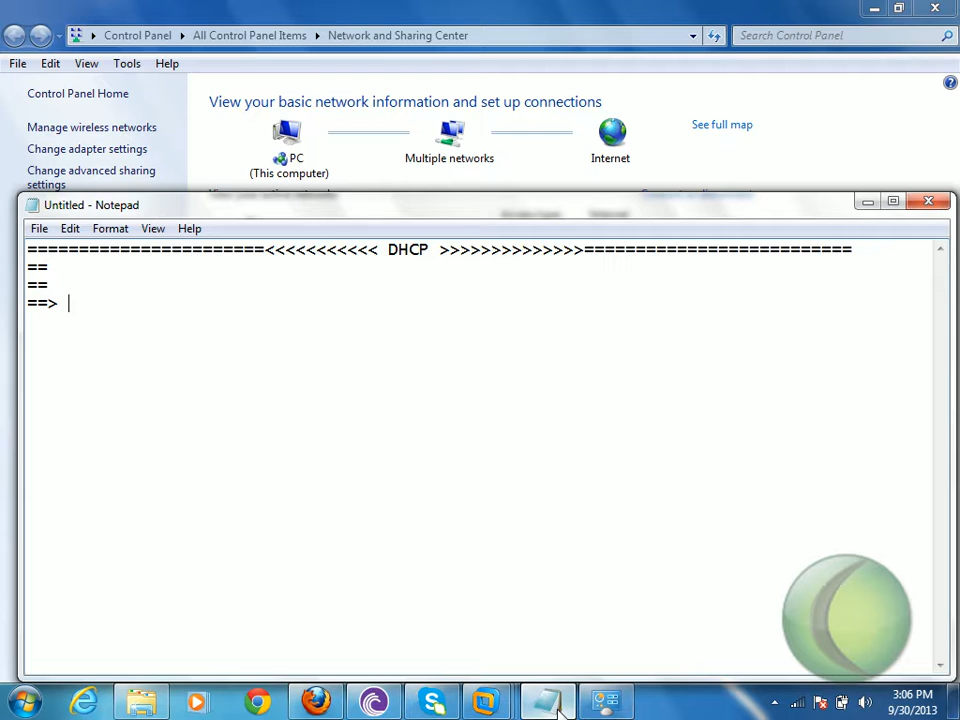 Control Panel
All Control Panel Items
Network and Sharing Center
Search Control Panel
File Edit View Tools Help
Control Panel Home
View your basic network information and set up connections
Manage wireless networks
See full map
Change adapter settings
PC
(This computer)
Multiple networks
Internet
Change advanced sharing
settings
Untitled - Notepad
File Edit Format View Help
=======================<<<<<<<<<<< DHCP >>>>>>>>>>>>>>==========================
==
==
==>
3:06 PM
9/30/2013